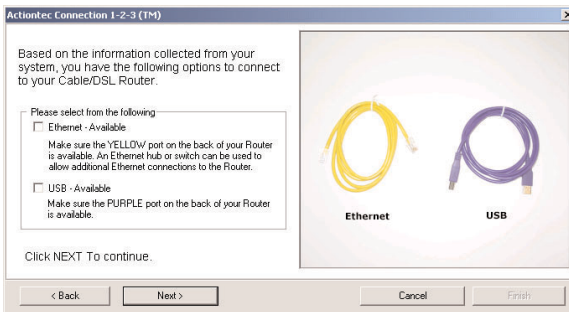 Actiontec Connection 1-2-3 (TM)
Based on the information collected from your
system, you have the following options to connect
to your Cable/DSL Router.
Please select from the following
Ethernet - Available
Make sure the YELLOW port on the back of your Router
is available. An Ethernet hub or switch can be used to
allow additional Ethernet connections to the Router.
USB - Available
Make sure the PURPLE port on the back of your Router
is available.
Ethernet
USB
Click NEXT To continue.
< Back
Next >
Cancel
Finish